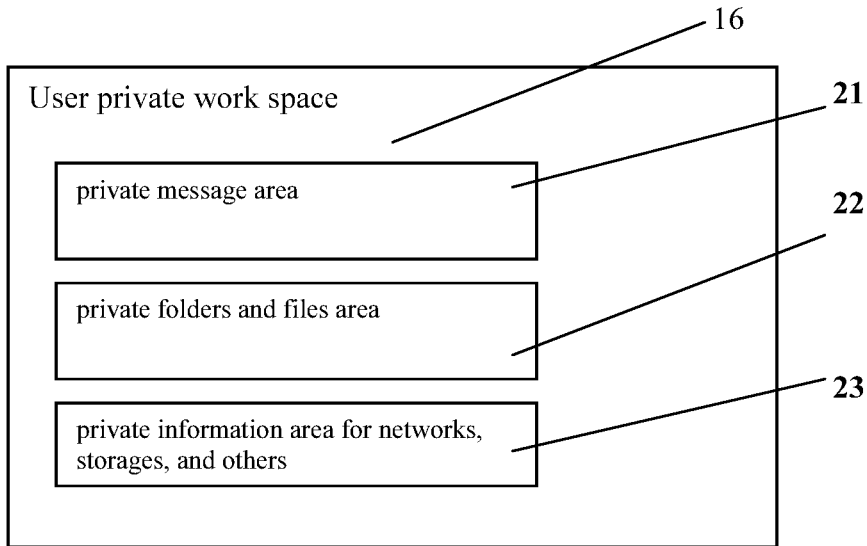 16
User private work space
21
private message area
22
private folders and files area
23
private information area for networks,
storages, and others